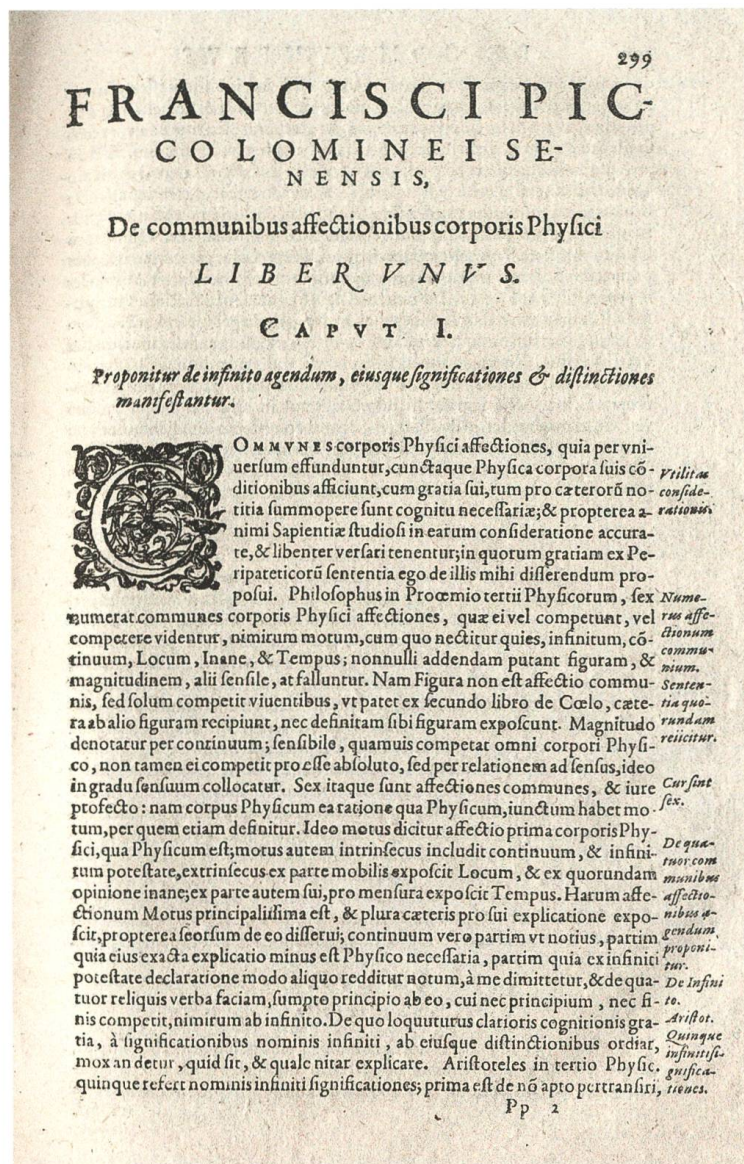 299
FRANCISCI PIC-
COLOMINEI SE-
NENSIS,
De communibus affectionibus corporis Physici
LIBER VNVS.
CAPVT I.
Proponitur de infinito agendum, eiusque significationes & distinctiones
manifestantur.
COMMVNES corporis Physici affectiones, quia per vni-
uersum effunduntur, cunctaque Physica corpora suis cō-
ditionibus afficiunt, cum gratia sui, tum pro cæterorū no-
titia summopere sunt cognitu necessariæ; & propterea a-
nimi Sapientiæ studiosi in earum consideratione accura-
te, & libenter versari tenentur; in quorum gratiam ex Pe-
ripateticorū sententia ego de illis mihi disserendum pro-
posui. Philosophus in Proœmio tertii Physicorum, sex
numerat communes corporis Physici affectiones, quæ ei vel competunt, vel
competere videntur, nimirum motum, cum quo nectitur quies, infinitum, cō-
tinuum, Locum, Inane, & Tempus; nonnulli addendam putant figuram, &
magnitudinem, alii sensile, at falluntur. Nam Figura non est affectio commu-
nis, sed solum competit viuentibus, vt patet ex secundo libro de Cœlo, cæte-
ra ab alio figuram recipiunt, nec definitam sibi figuram exposcunt. Magnitudo
denotatur per continuum; sensibile, quamuis competat omni corpori Physi-
co, non tamen ei competit pro esse absoluto, sed per relationem ad sensus, ideo
in gradu sensuum collocatur. Sex itaque sunt affectiones communes, & iure
profecto: nam corpus Physicum ea ratione qua Physicum, iunctum habet mo-
tum, per quem etiam definitur. Ideo motus dicitur affectio prima corporis Phy-
sici, qua Physicum est; motus autem intrinsecus includit continuum, & infini-
tum potestate, extrinsecus ex parte mobilis exposcit Locum, & ex quorundam
opinione inane; ex parte autem sui, pro mensura exposcit Tempus. Harum affe-
ctionum Motus principalissima est, & plura cæteris pro sui explicatione expo-
scit, propterea seorsum de eo disserui; continuum vero partim vt notius, partim
quia eius exacta explicatio minus est Physico necessaria, partim quia ex infiniti
potestate declaratione modo aliquo redditur notum, à me dimittetur, & de qua-
tuor reliquis verba faciam, sumpto principio ab eo, cui nec principium, nec fi-
nis competit, nimirum ab infinito. De quo loquuturus clarioris cognitionis gra-
tia, à significationibus nominis infiniti, ab eiusque distinctionibus ordiar,
mox an detur, quid sit, & quale nitar explicare. Aristoteles in tertio Physic.
quinque refert nominis infiniti significationes; prima est de nō apto pertransiri,
Vtilitas
conside-
rationis.
Nume-
rus affe-
ctionum
commu-
nium.
Senten-
tia quo-
rundam
reiicitur.
Cur sint
sex.
De qua-
tuor com
munibus
affectio-
nibus a-
gendum
proponi-
tur.
De Infini
to.
Aristot.
Quinque
infiniti si-
gnifica-
tiones.
Pp 2